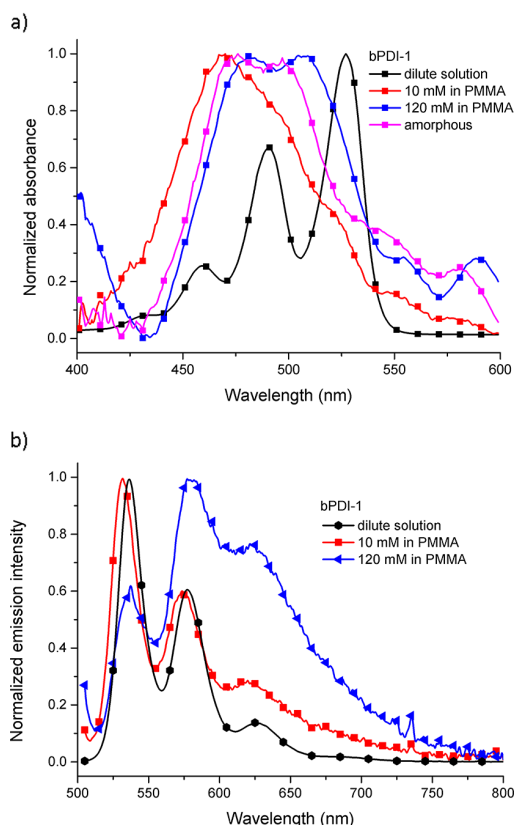 a)
bPDI-1
dilute solution
10 mM in PMMA
120 mM in PMMA
amorphous
Normalized absorbance
1.0
0.8
0.6
0.4
0.2
0.0
400 450 500 550 600
Wavelength (nm)
b)
bPDI-1
dilute solution
10 mM in PMMA
120 mM in PMMA
Normalized emission intensity
1.0
0.8
0.6
0.4
0.2
0.0
500 550 600 650 700 750 800
Wavelength (nm)